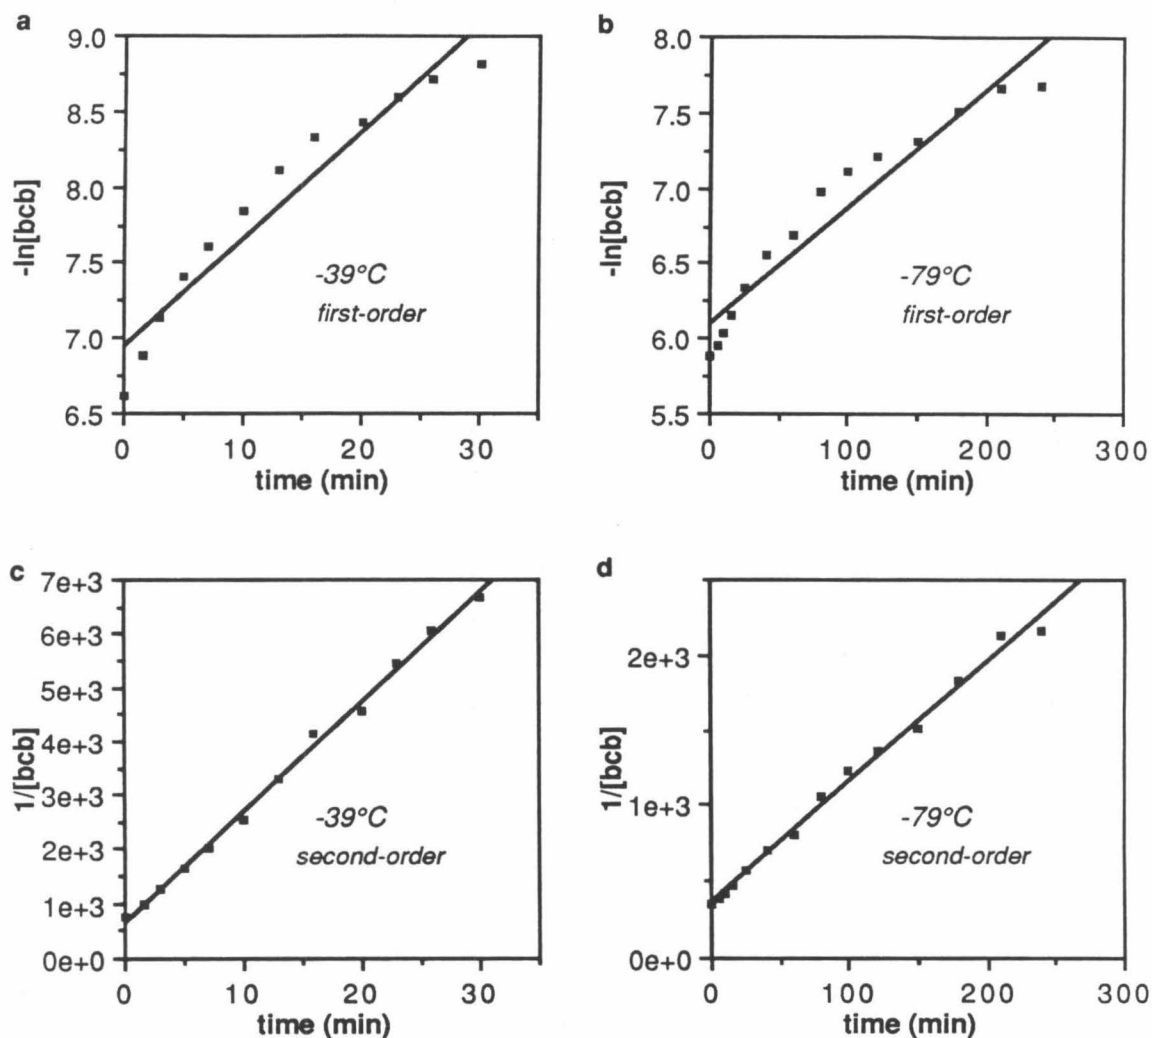 a
9.0
8.5
8.0
7.5
7.0
6.5
-ln[bcb]
-39°C
first-order
0 10 20 30
time (min)
b
8.0
7.5
7.0
6.5
6.0
5.5
-ln[bcb]
-79°C
first-order
0 100 200 300
time (min)
c
7e+3
6e+3
5e+3
4e+3
3e+3
2e+3
1e+3
0e+0
1/[bcb]
-39°C
second-order
0 10 20 30
time (min)
d
2e+3
1e+3
0e+0
1/[bcb]
-79°C
second-order
0 100 200 300
time (min)